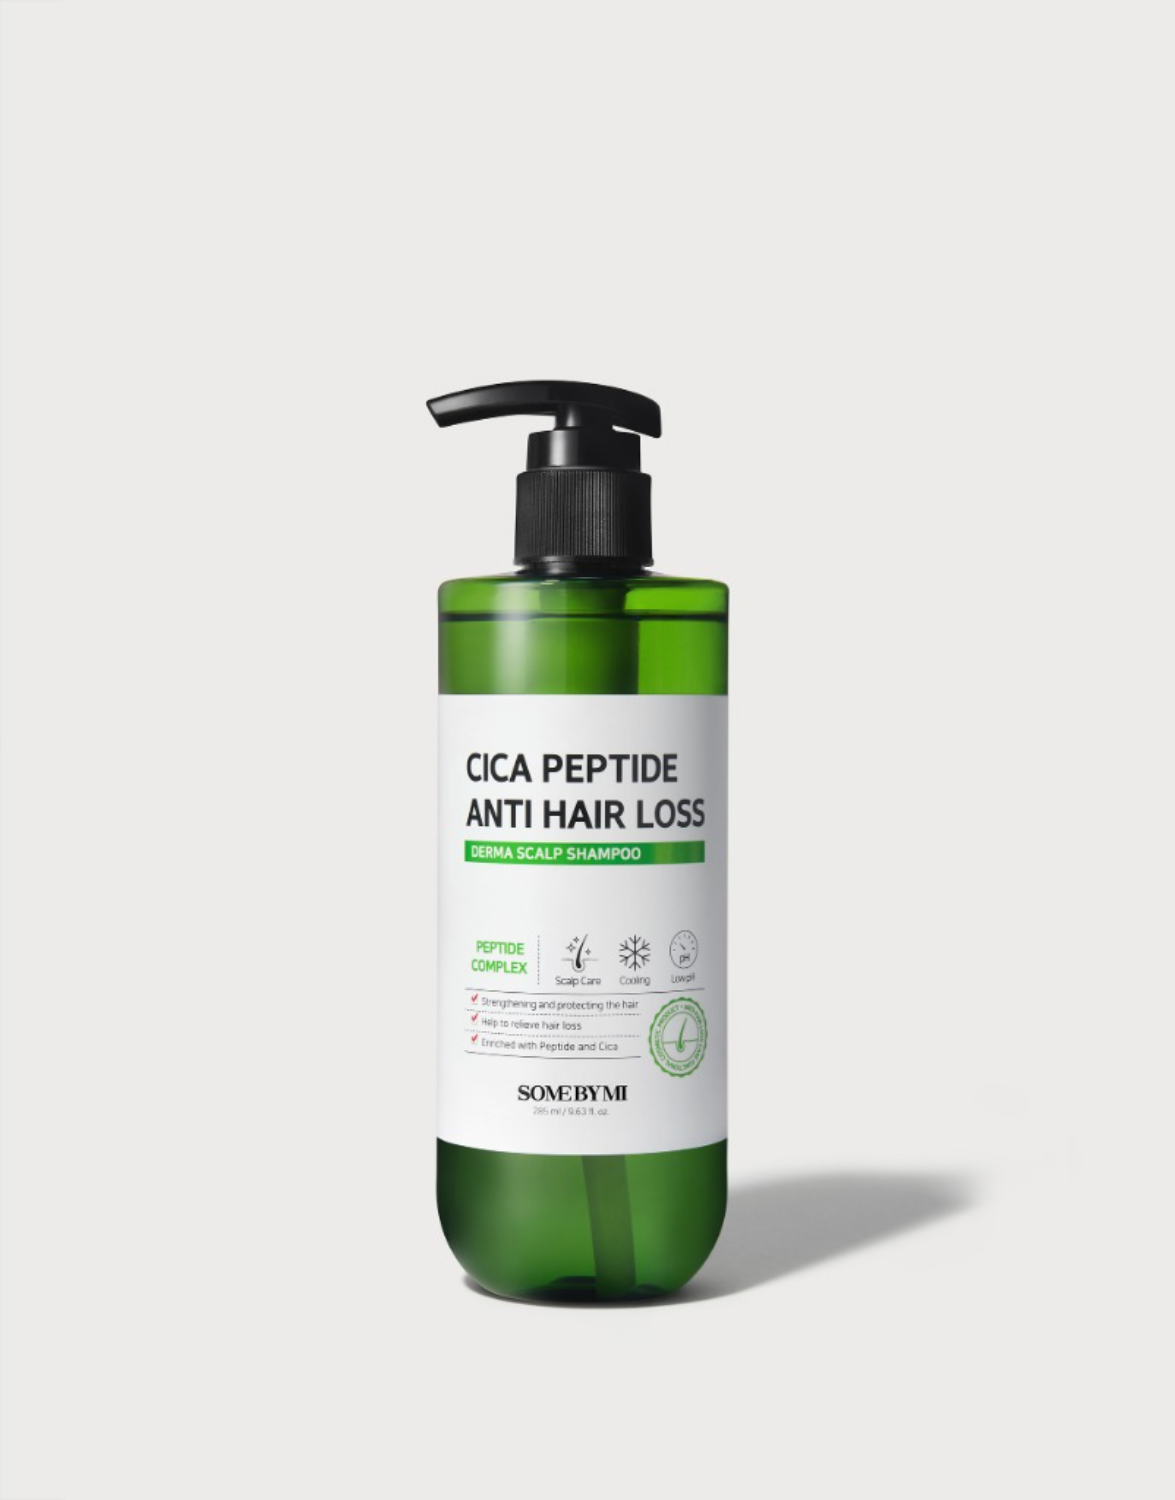 CICA PEPTIDE
ANTI HAIR LOSS
DERMA SCALP SHAMPOO
PEPTIDE
COMPLEX
pH
Scalp Care
Cooling
Low pH
Strengthening and protecting the hair
Help to relieve hair loss
Enriched with Peptide and Cica
SOME BY MI
285 ml / 9.63 fl. oz.